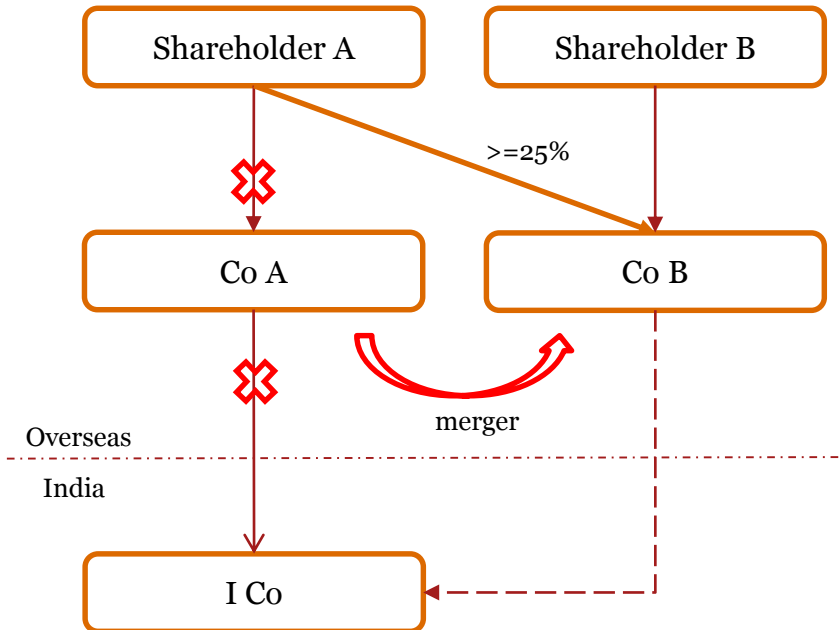 Shareholder A
Shareholder B
>=25%
Co A
Co B
merger
Overseas
India
I Co